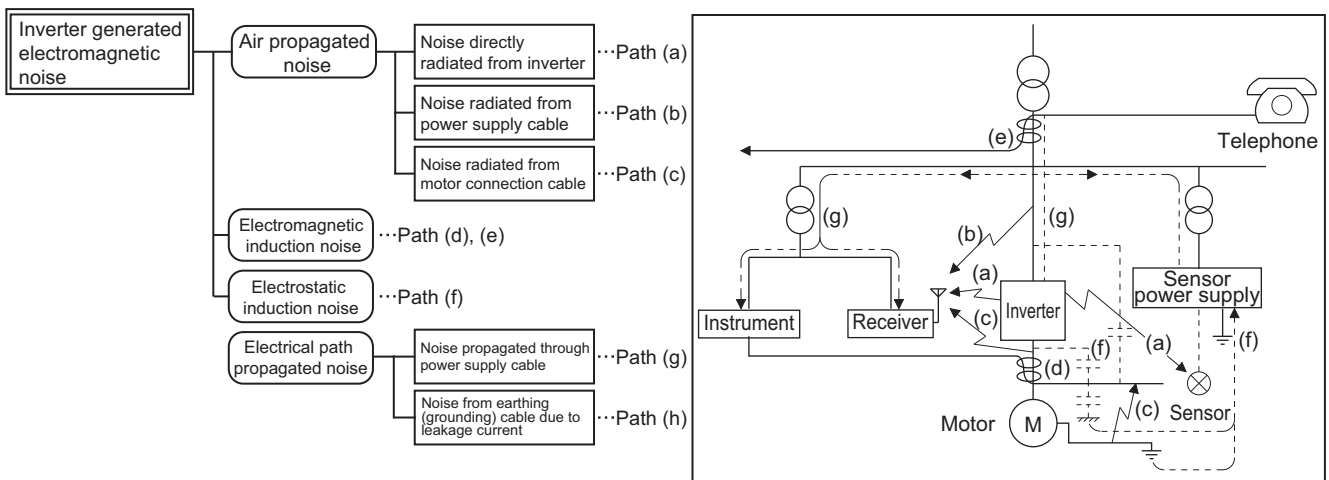 Inverter generated
electromagnetic
noise
Air propagated
noise
Noise directly
radiated from inverter
···Path (a)
Noise radiated from
power supply cable
···Path (b)
Noise radiated from
motor connection cable
···Path (c)
Electromagnetic
induction noise
···Path (d), (e)
Electrostatic
induction noise
···Path (f)
Electrical path
propagated noise
Noise propagated through
power supply cable
···Path (g)
Noise from earthing
(grounding) cable due to
leakage current
···Path (h)
Telephone
(e)
(g)
(g)
(b)
(a)
Sensor
power supply
Instrument
Receiver
Inverter
(c)
(f)
(a)
(f)
(d)
Sensor
(c)
Motor
M